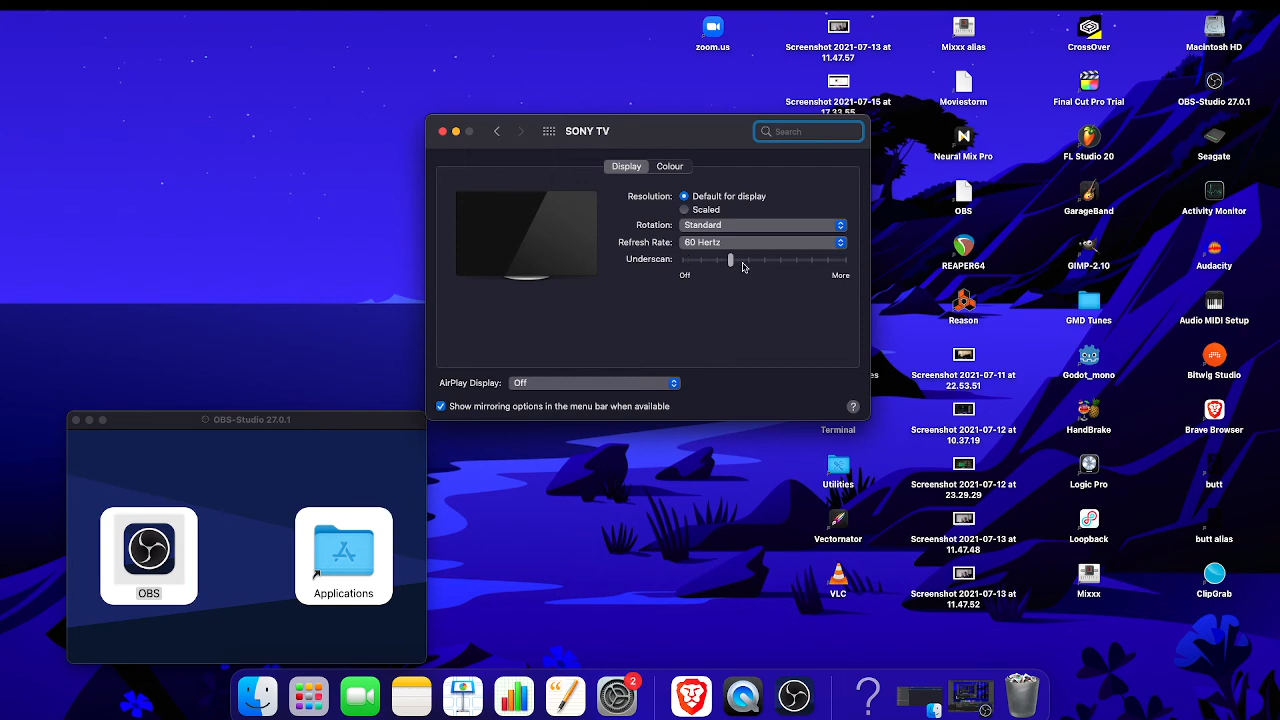 zoom.us
Screenshot 2021-07-13 at
11.47.57
Mixxx alias
CrossOver
Macintosh HD
Screenshot 2021-07-15 at
17.33.55
Moviestorm
Final Cut Pro Trial
OBS-Studio 27.0.1
SONY TV
Search
Display
Colour
Resolution:
Default for display
Scaled
Rotation:
Standard
Refresh Rate:
60 Hertz
Underscan:
Off
More
AirPlay Display:
Off
Show mirroring options in the menu bar when available
?
Neural Mix Pro
FL Studio 20
Seagate
OBS
GarageBand
Activity Monitor
REAPER64
GIMP-2.10
Audacity
Reason
GMD Tunes
Audio MIDI Setup
es
Screenshot 2021-07-11 at
22.53.51
Godot_mono
Bitwig Studio
Terminal
Screenshot 2021-07-12 at
10.37.19
HandBrake
Brave Browser
Utilities
Screenshot 2021-07-12 at
23.29.29
Logic Pro
butt
Vectornator
Screenshot 2021-07-13 at
11.47.48
Loopback
butt alias
VLC
Screenshot 2021-07-13 at
11.47.52
Mixxx
ClipGrab
OBS-Studio 27.0.1
OBS
Applications
2